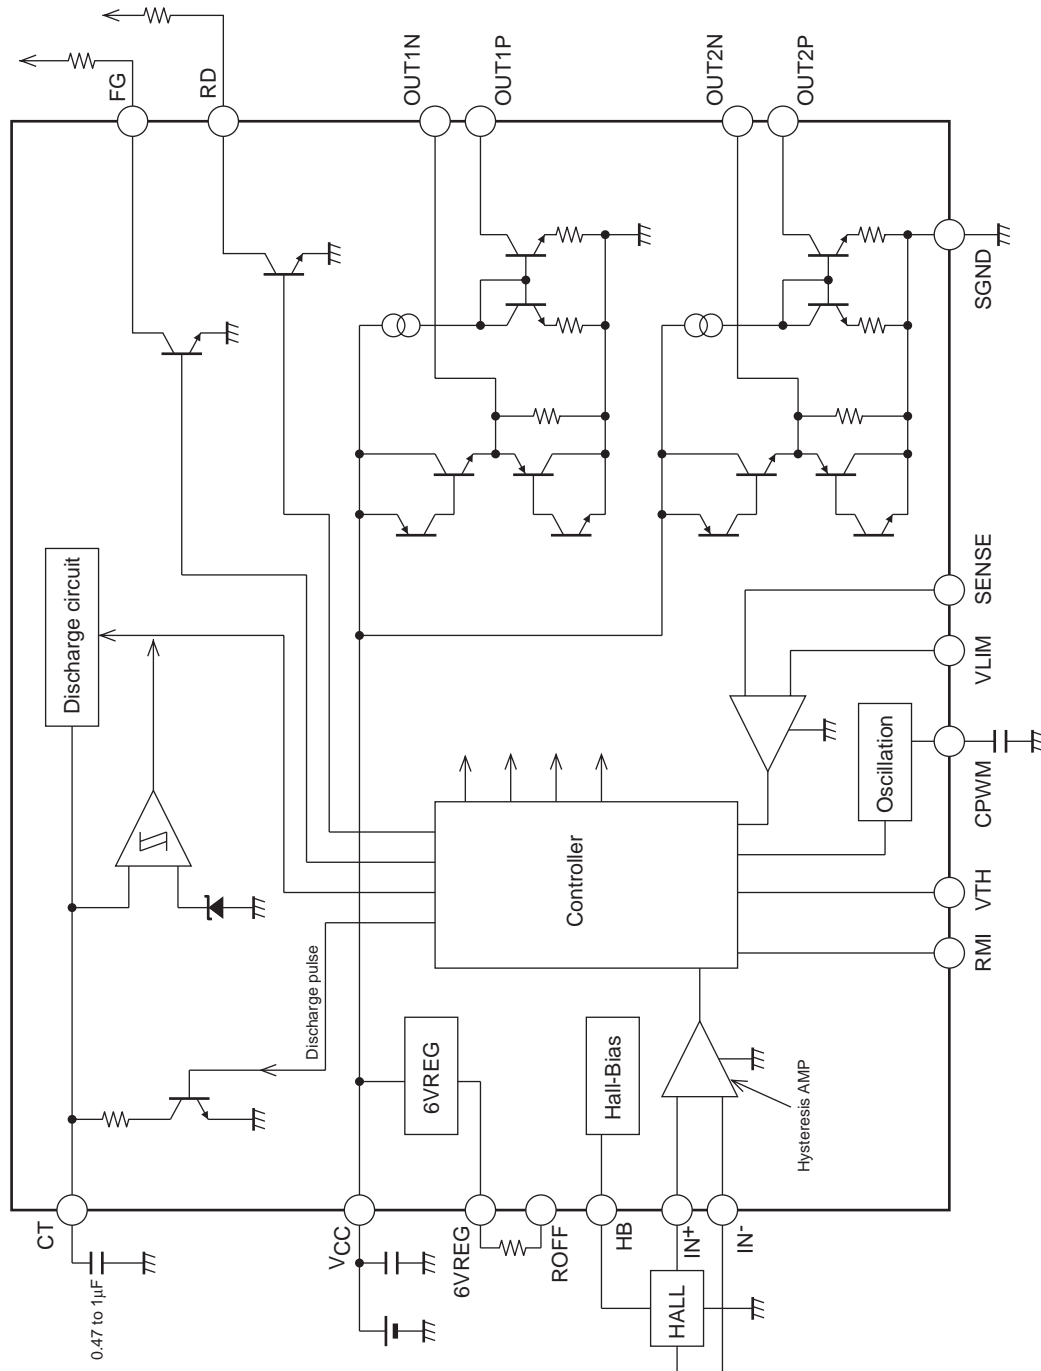 FG
RD
OUT1N
OUT1P
OUT2N
OUT2P
SGND
Discharge circuit
SENSE
VLIM
Oscillation
CPWM
VTH
RMI
Controller
Discharge pulse
6VREG
Hall-Bias
Hysteresis AMP
CT
VCC
6VREG
ROFF
HB
IN+
IN-
0.47 to 1μF
HALL